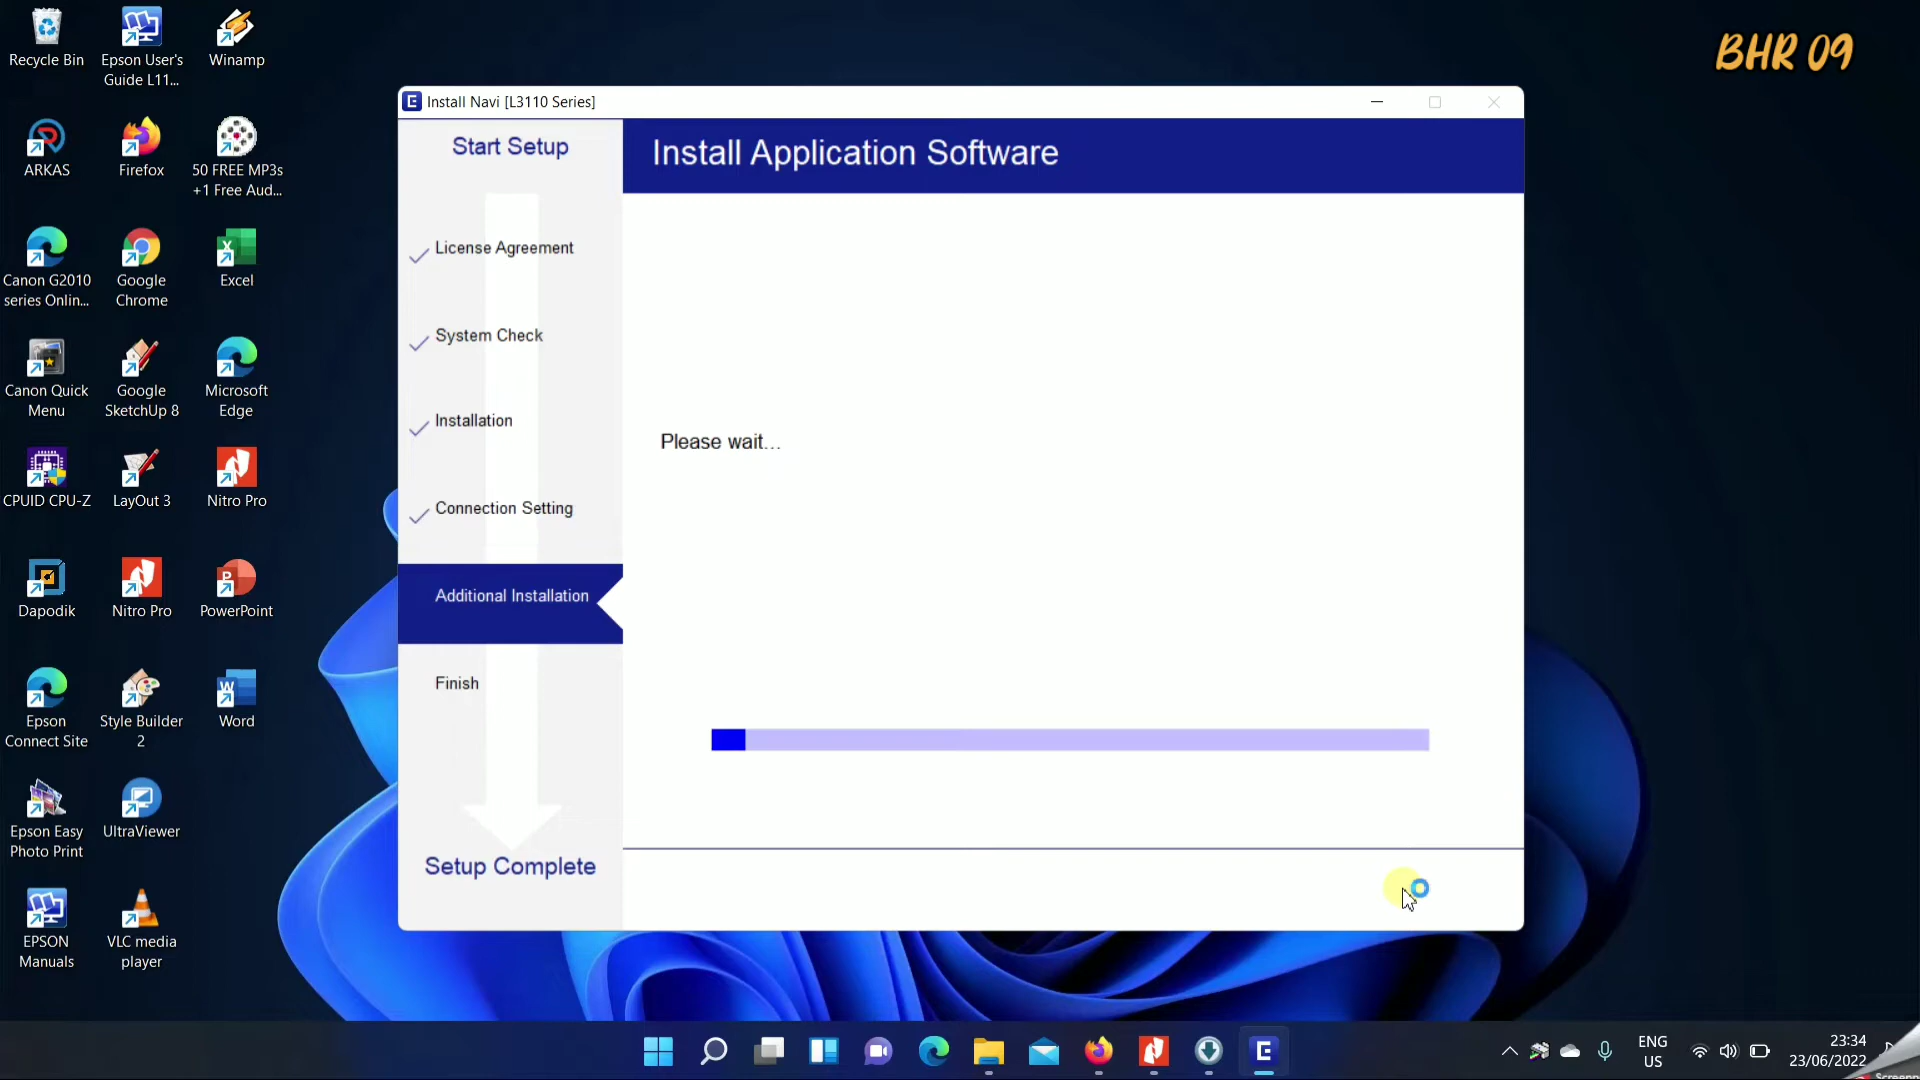 Recycle Bin
Epson User's
Guide L11...
Winamp
BHR 09
ARKAS
Firefox
50 FREE MP3s
+1 Free Aud...
Canon G2010
series Onlin...
Google
Chrome
Excel
Canon Quick
Menu
Google
SketchUp 8
Microsoft
Edge
CPUID CPU-Z
LayOut 3
Nitro Pro
Dapodik
Nitro Pro
PowerPoint
Epson
Connect Site
Style Builder
2
Word
Epson Easy
Photo Print
UltraViewer
EPSON
Manuals
VLC media
player
Install Navi [L3110 Series]
Start Setup
License Agreement
System Check
Installation
Connection Setting
Additional Installation
Finish
Setup Complete
Install Application Software
Please wait...
ENG
US
23:34
23/06/2022